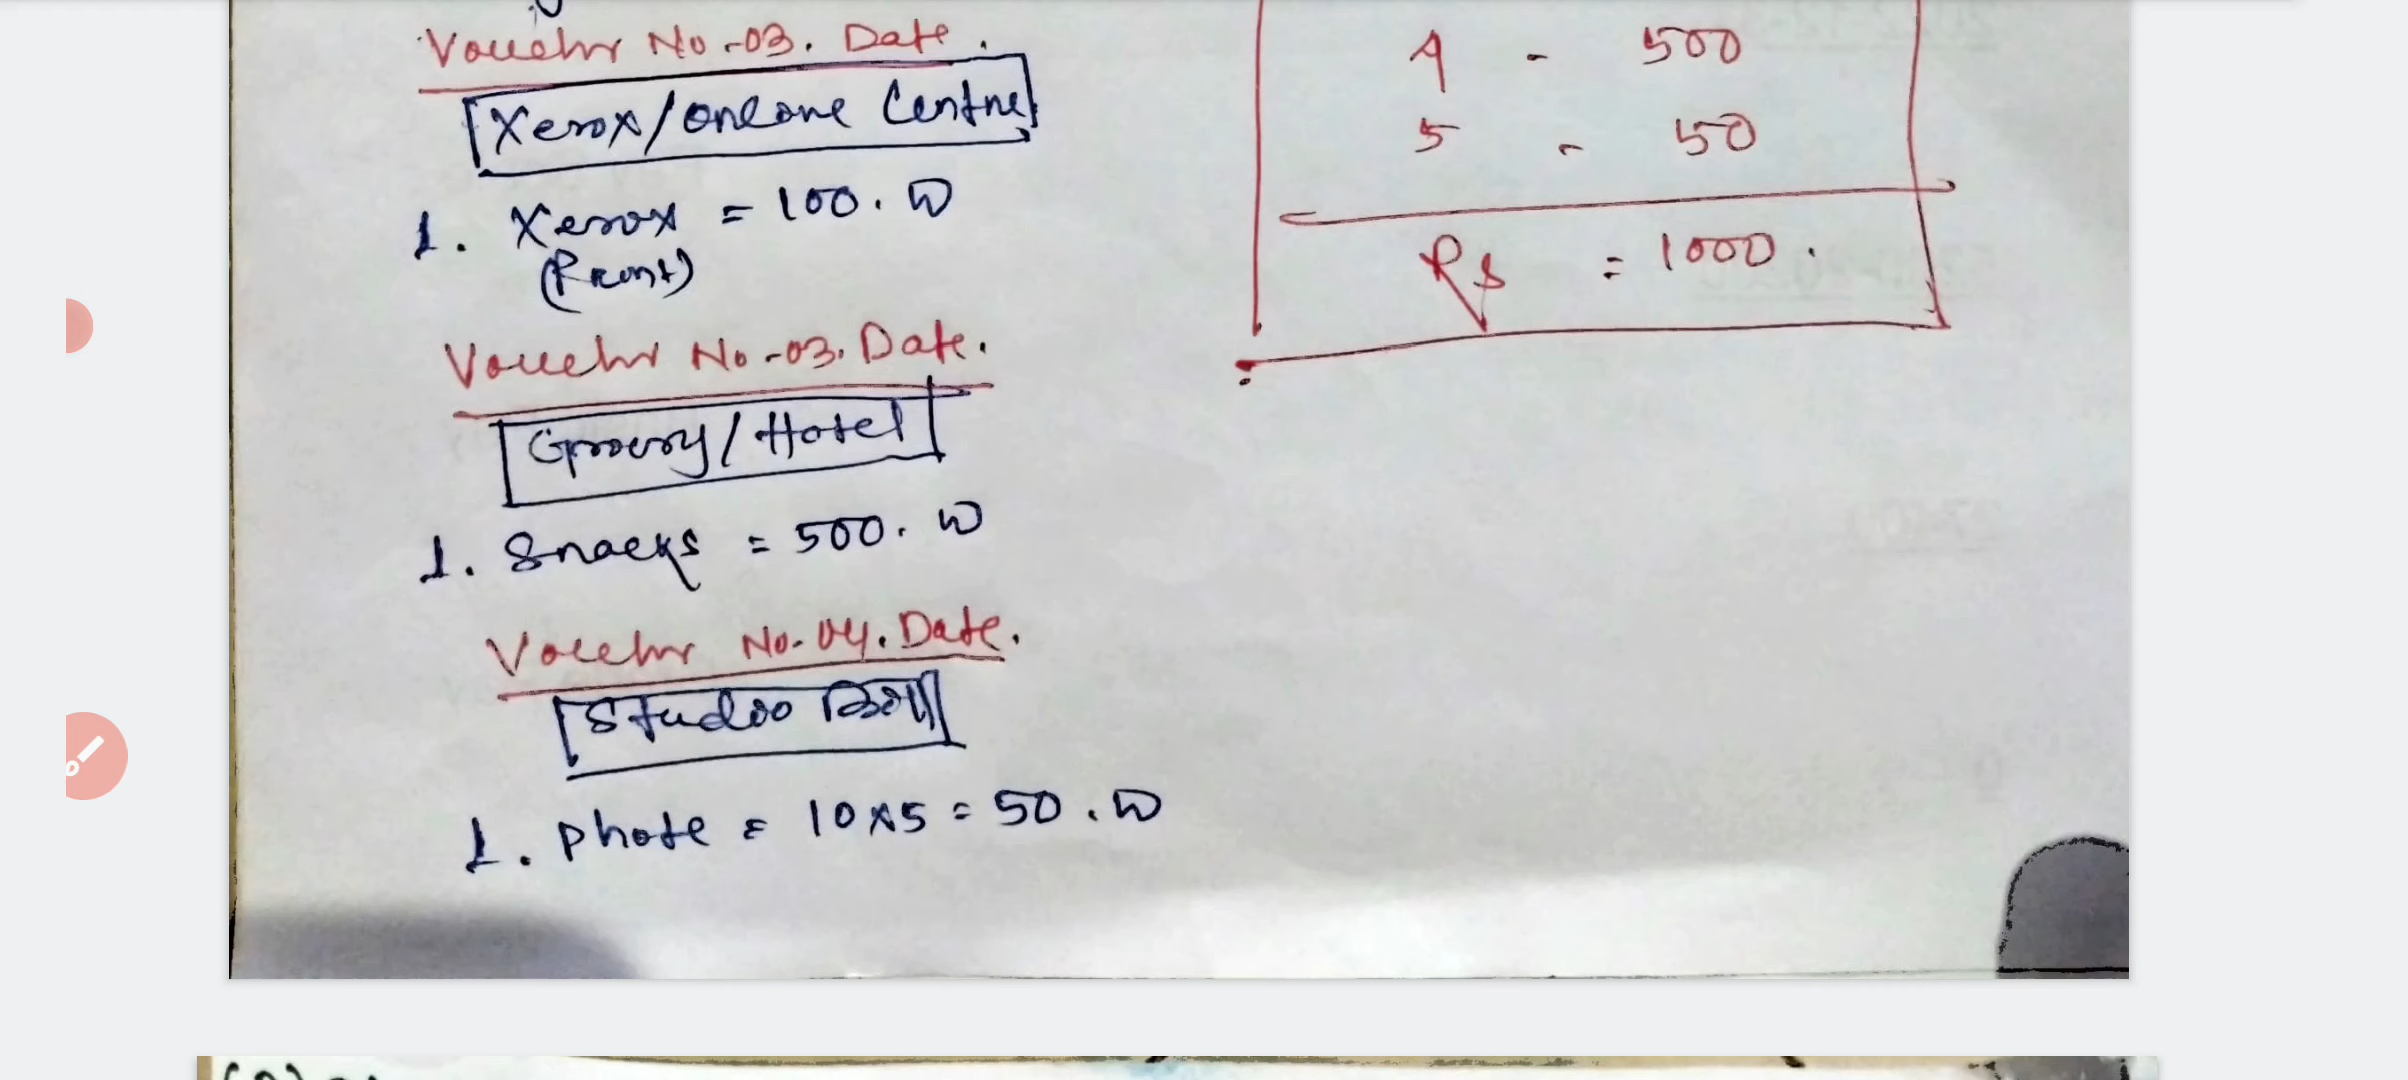 Voucher No-03. Date.
Xerox/Online Centre
1. Xerox = 100.00
(Print)
Voucher No-03. Date.
Grocery/Hotel
1. Snacks = 500.00
Voucher No-04. Date.
Studio Bill
1. Photo = 10x5 = 50.00
4 - 500
5 - 50
Rs = 1000.